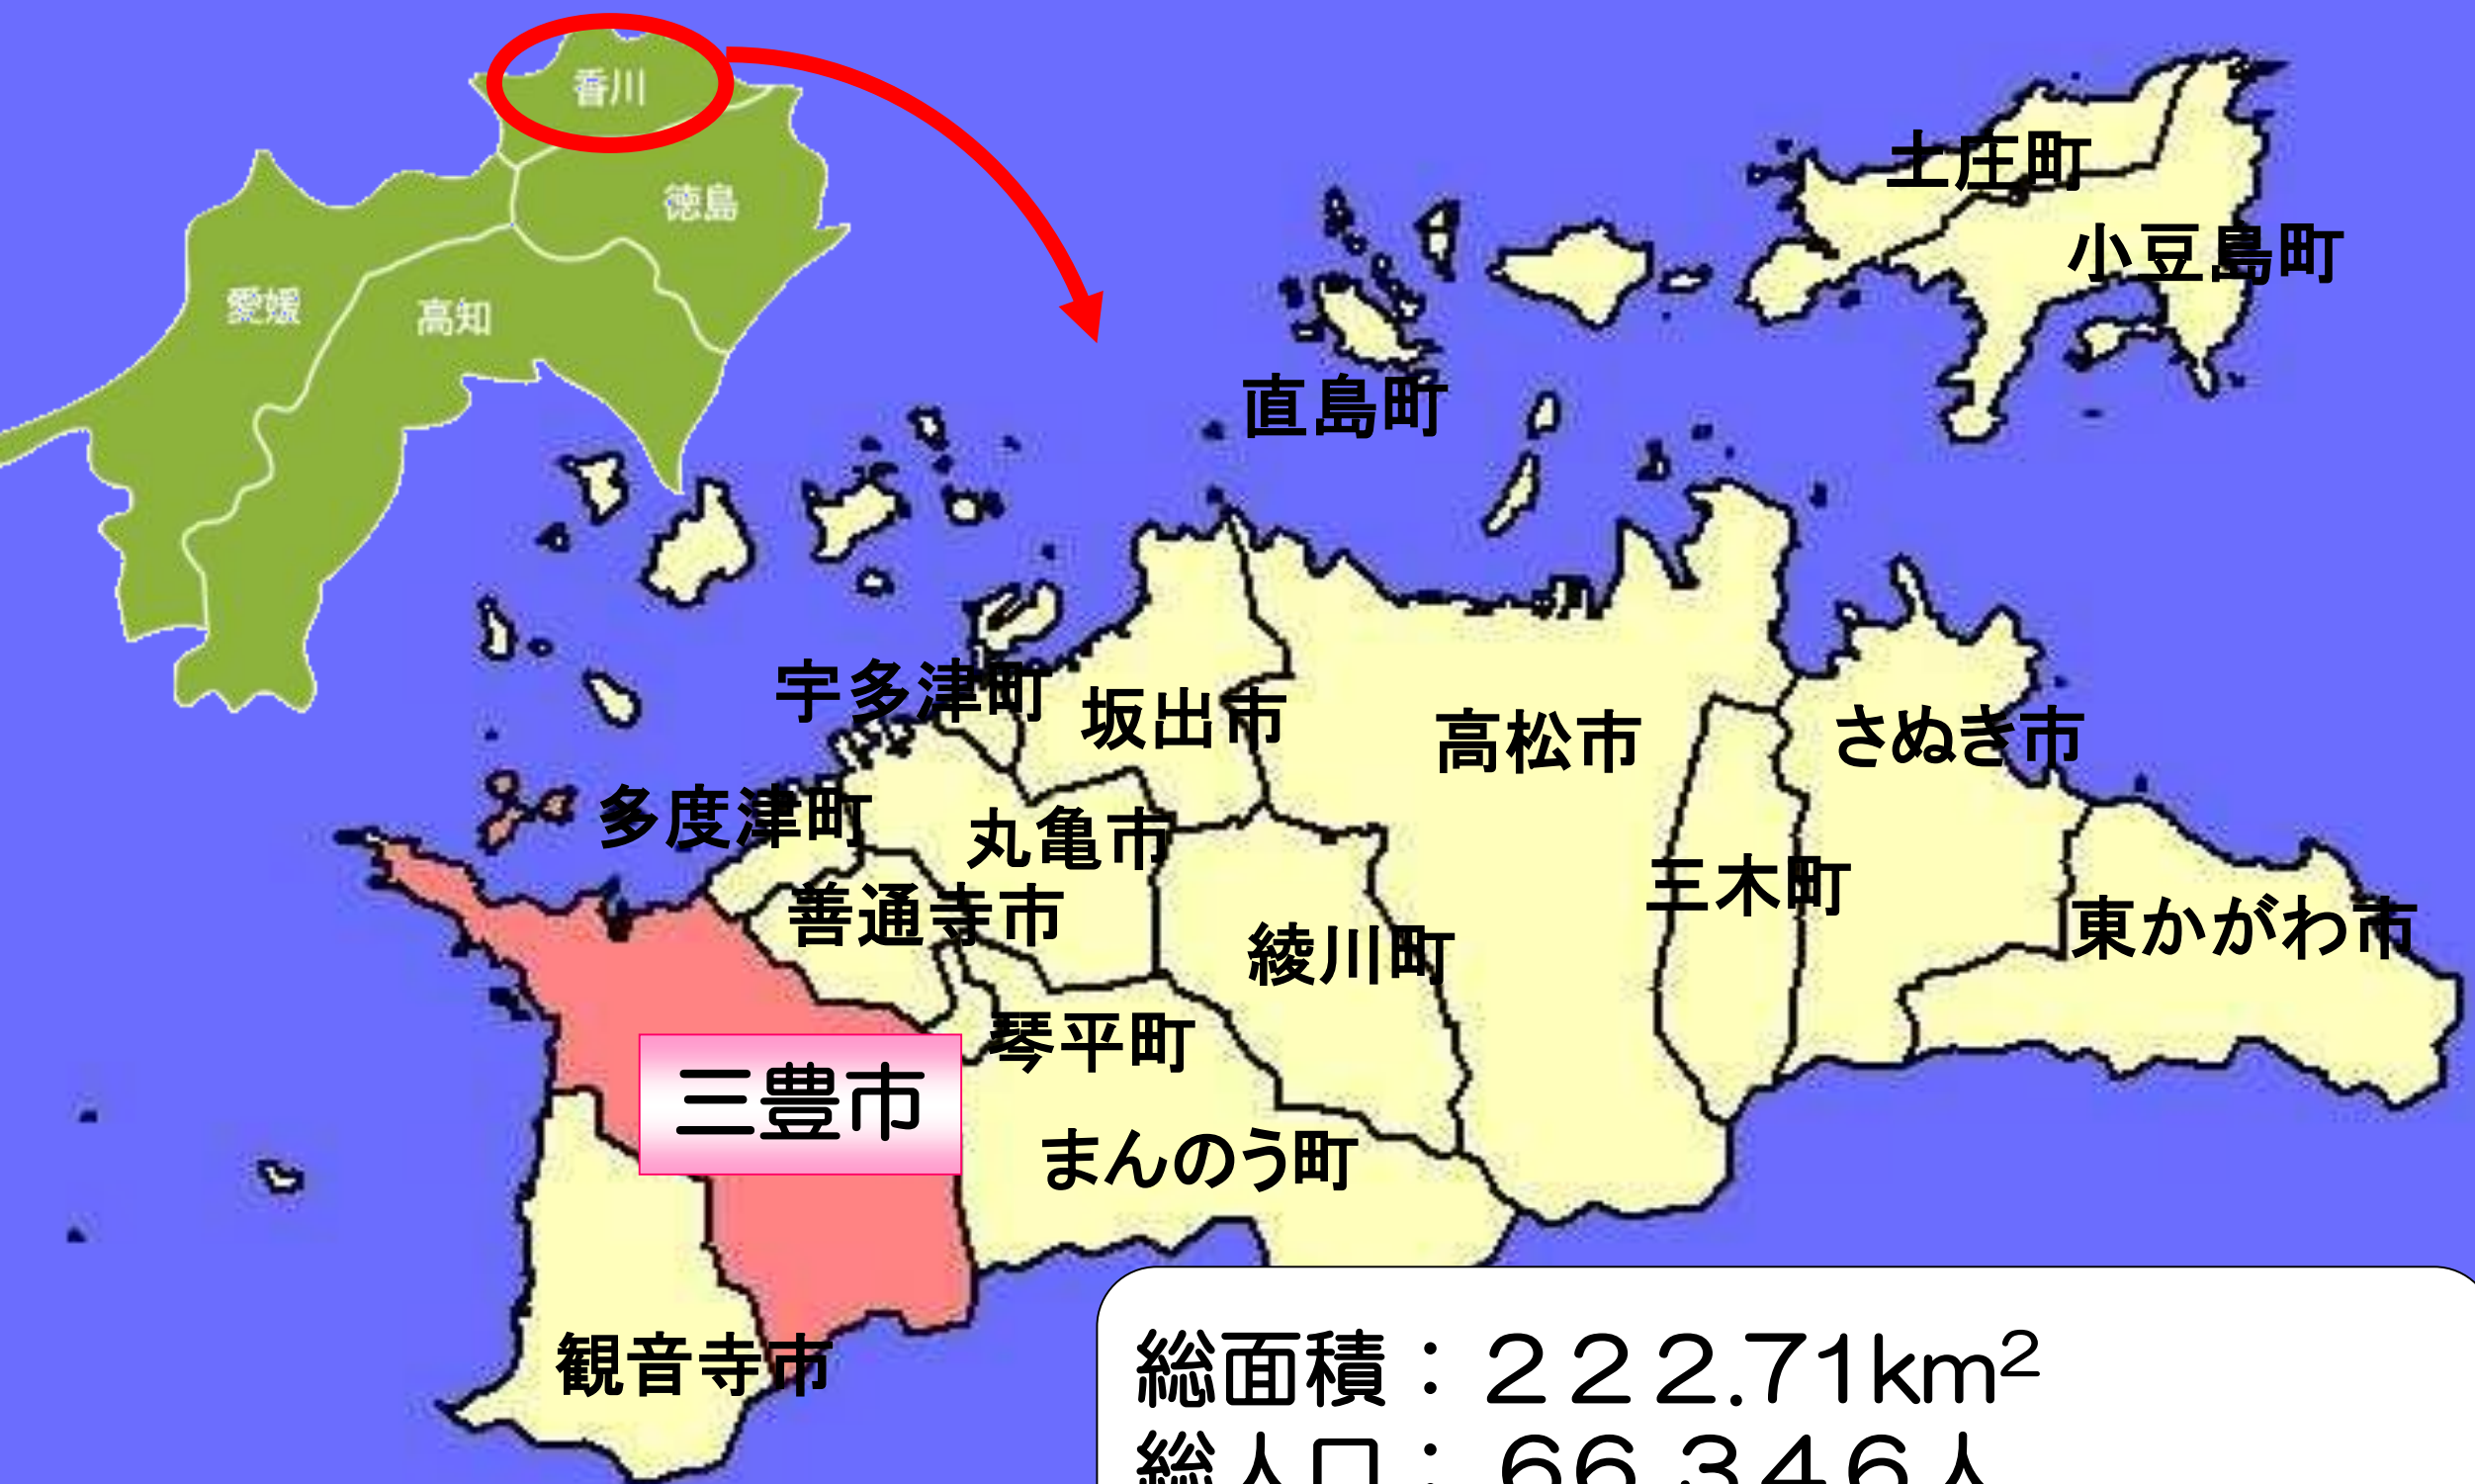 香川
徳島
愛媛
高知
土庄町
小豆島町
直島町
宇多津町
坂出市
高松市
さぬき市
多度津町
丸亀市
三木町
善通寺市
綾川町
東かがわ市
琴平町
三豊市
まんのう町
観音寺市
総面積：２２２.71km²
総人口：６６,３４６人